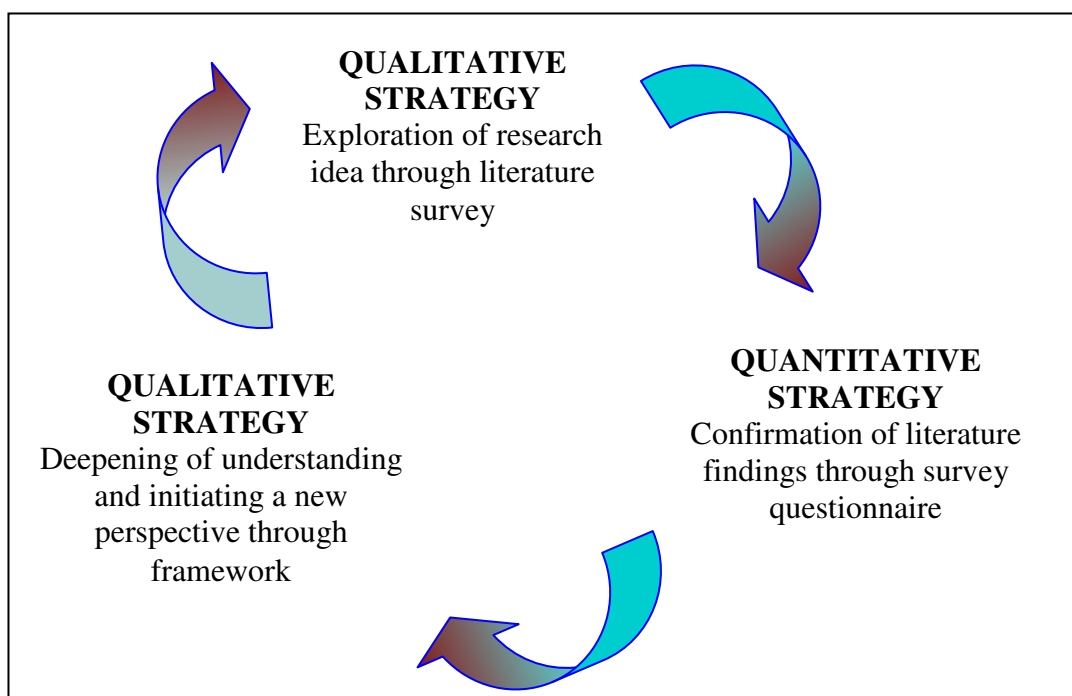 QUALITATIVE
STRATEGY
Exploration of research
idea through literature
survey
QUANTITATIVE
STRATEGY
Confirmation of literature
findings through survey
questionnaire
QUALITATIVE
STRATEGY
Deepening of understanding
and initiating a new
perspective through
framework